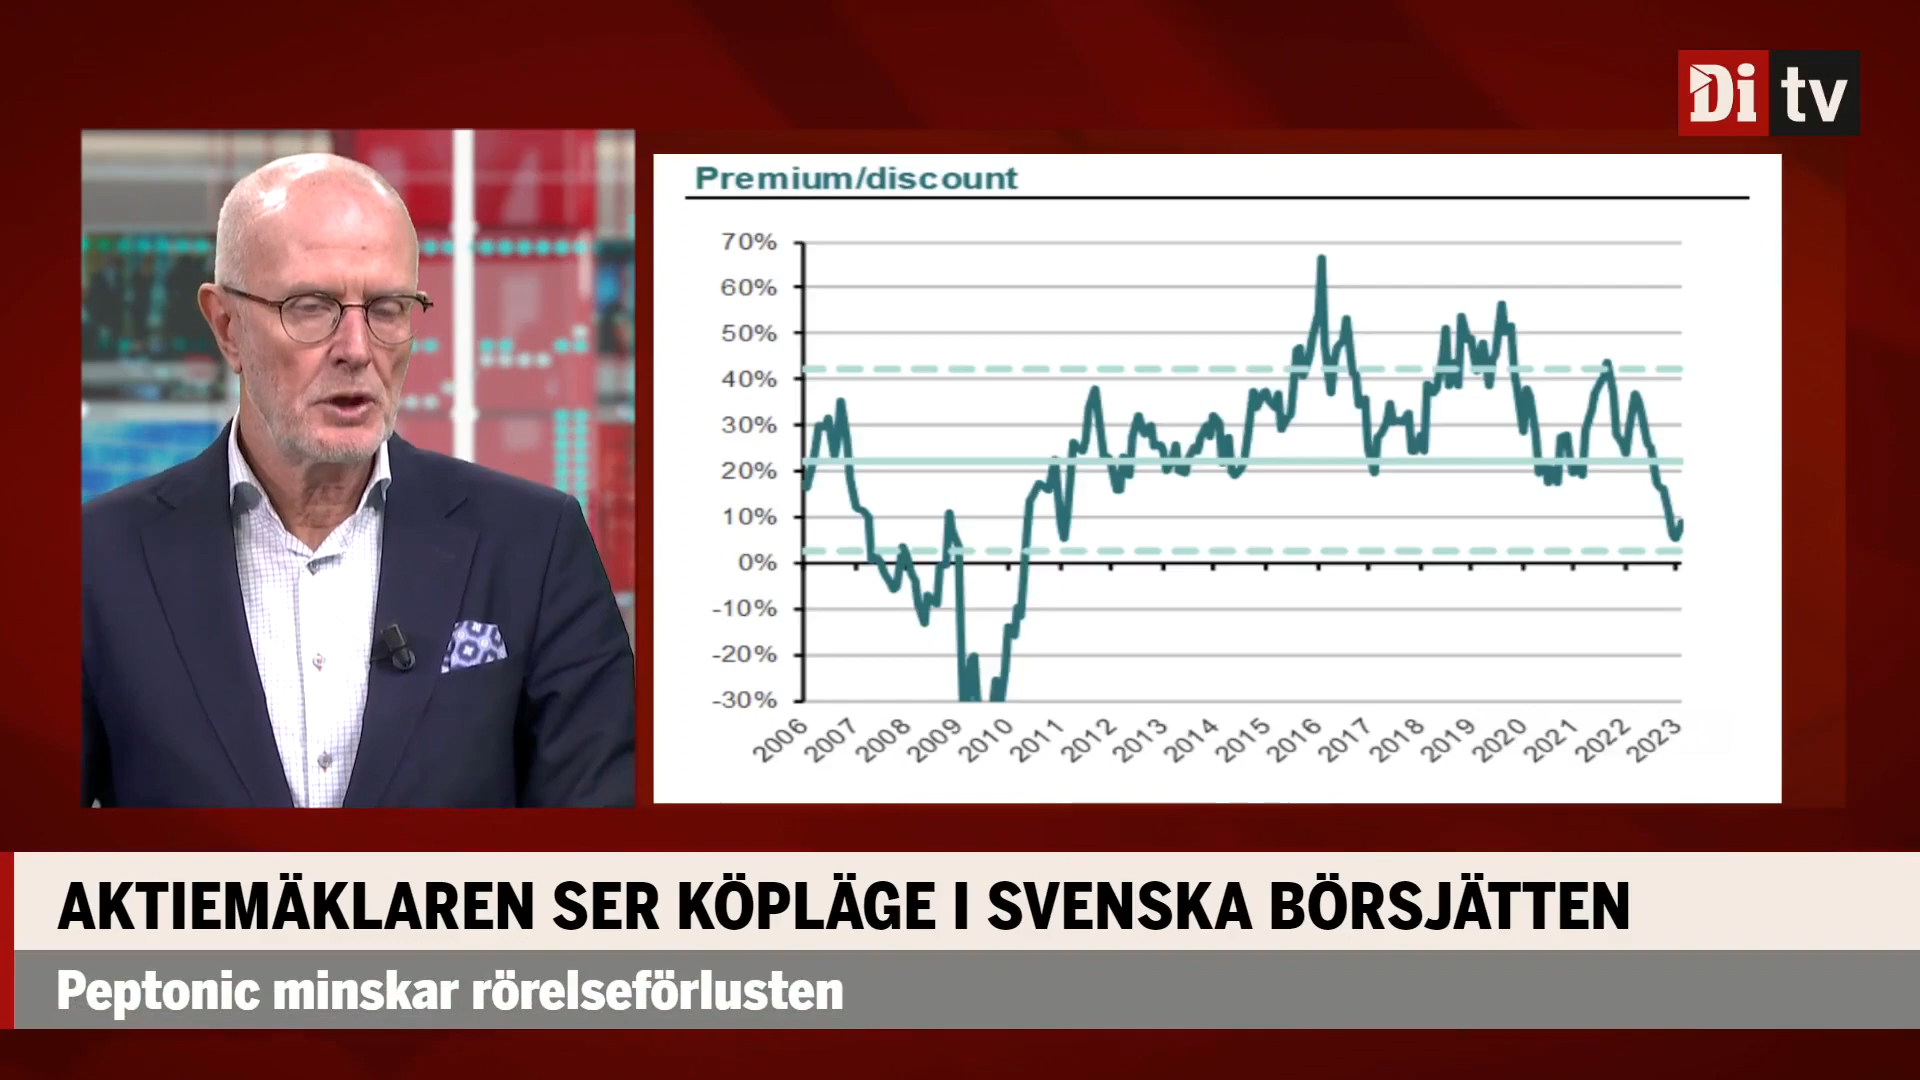 Di tv
Premium/discount
70%
60%
50%
40%
30%
20%
10%
0%
-10%
-20%
-30%
2006 2007 2008 2009 2010 2011 2012 2013 2014 2015 2016 2017 2018 2019 2020 2021 2022 2023
AKTIEMÄKLAREN SER KÖPLÄGE I SVENSKA BÖRSJÄTTEN
Peptonic minskar rörelseförlusten